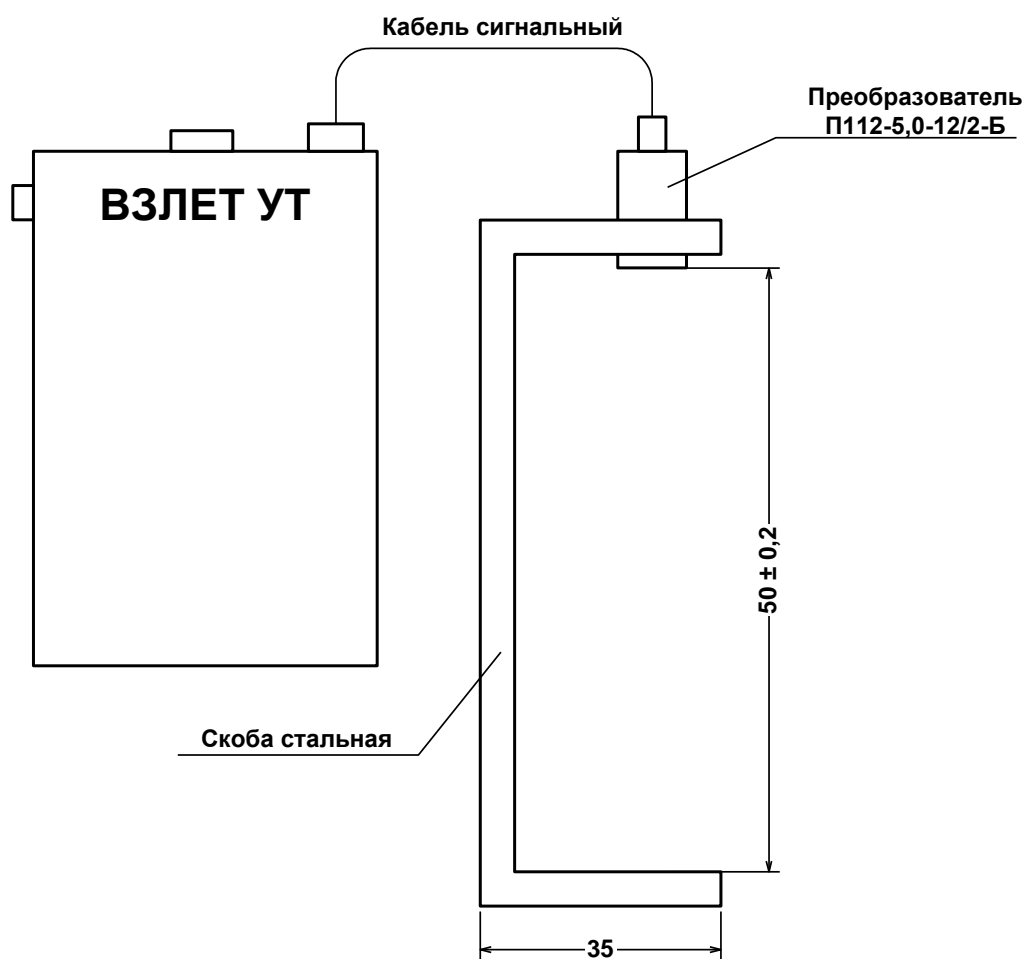 Кабель сигнальный
Преобразователь
П112-5,0-12/2-Б
ВЗЛЕТ УТ
50 ± 0,2
Скоба стальная
35